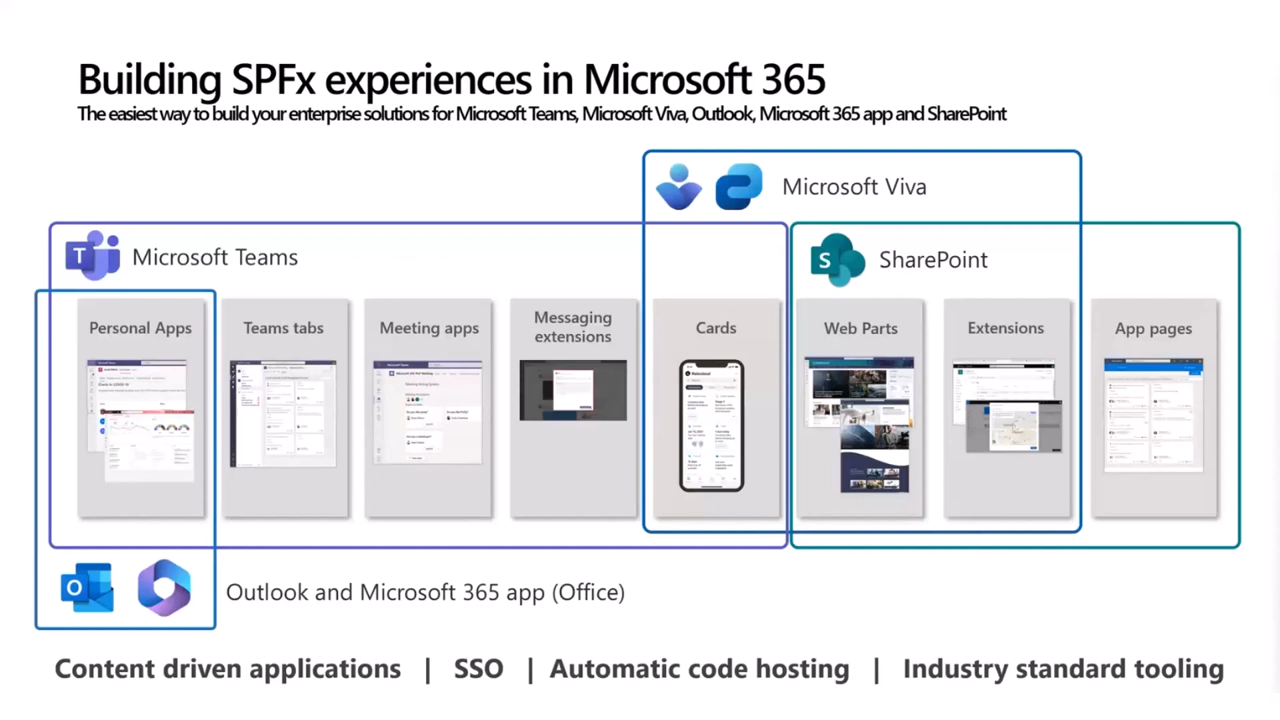 Building SPFx experiences in Microsoft 365
The easiest way to build your enterprise solutions for Microsoft Teams, Microsoft Viva, Outlook, Microsoft 365 app and SharePoint
Microsoft Viva
T
Microsoft Teams
S
SharePoint
Personal Apps
Teams tabs
Meeting apps
Messaging
extensions
Cards
Web Parts
Extensions
App pages
O
Outlook and Microsoft 365 app (Office)
Content driven applications | SSO | Automatic code hosting | Industry standard tooling